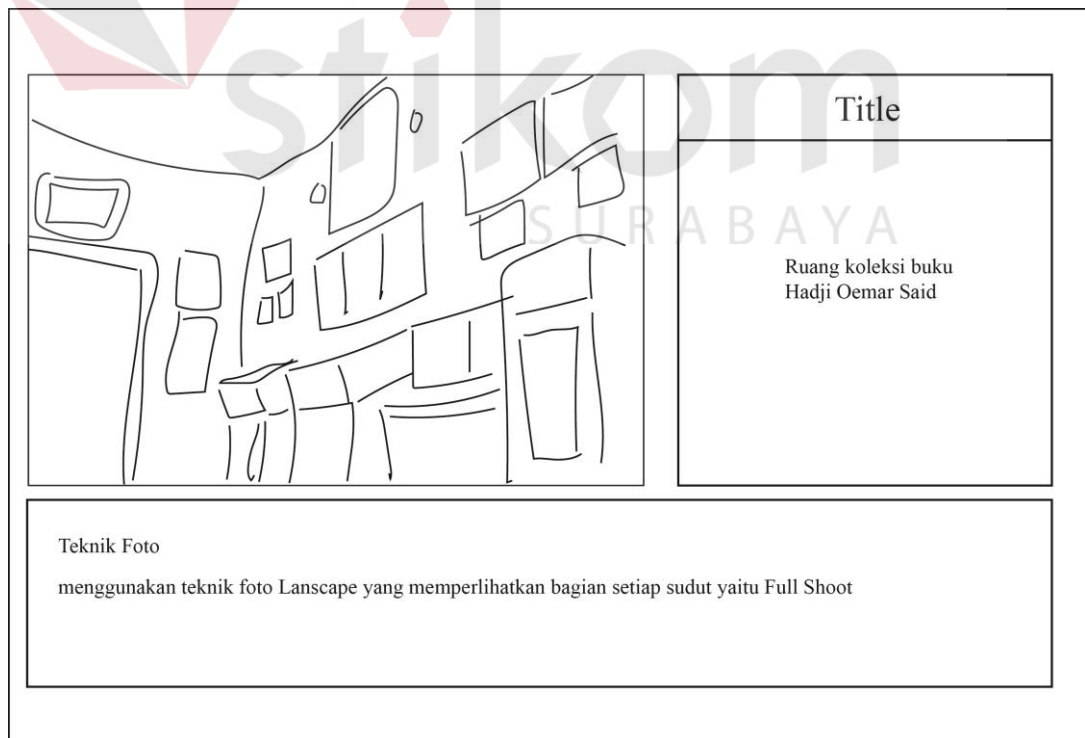 stikom
SURABAYA
Title
Ruang koleksi buku
Hadji Oemar Said
Teknik Foto
menggunakan teknik foto Lanscape yang memperlihatkan bagian setiap sudut yaitu Full Shoot